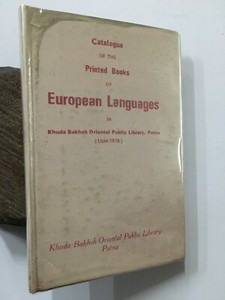 Catalogue
OF THE
Printed Books
OF
European Languages
IN
Khuda Bakhsh Oriental Public Library, Patna
Khuda Bakhsh Oriental Public Library
Patna